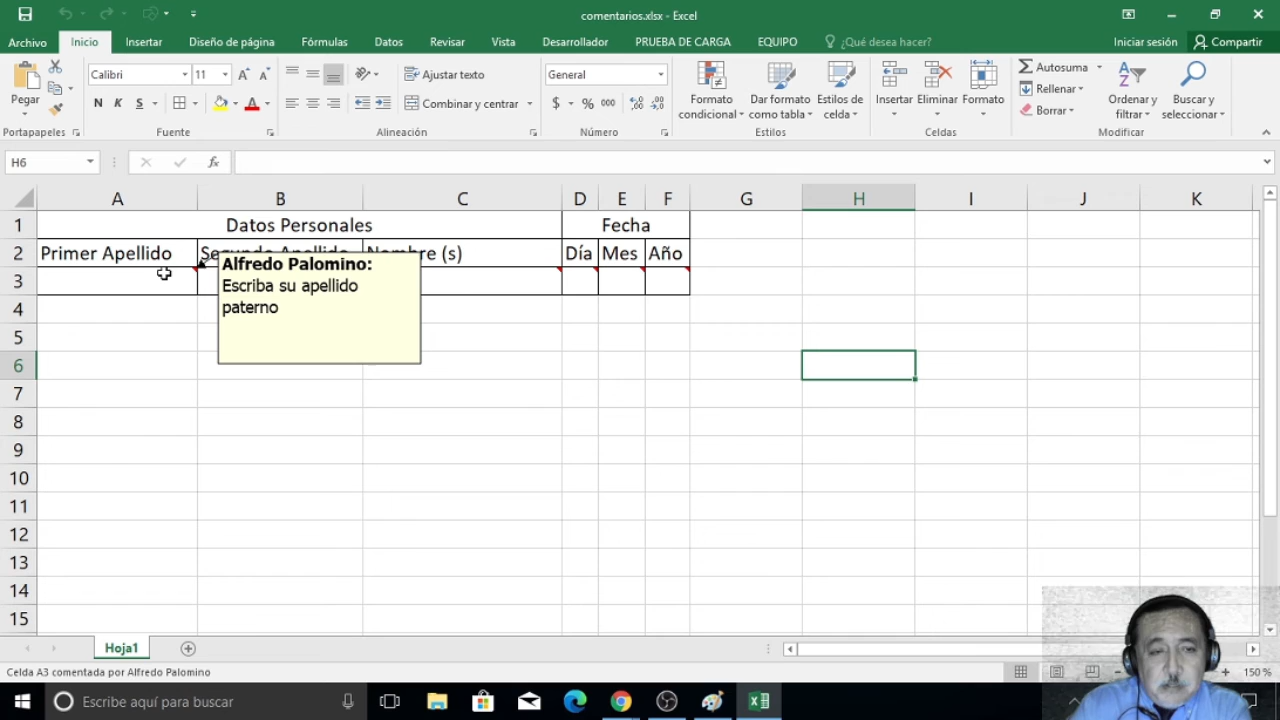 comentarios.xlsx - Excel
Archivo Inicio Insertar Diseño de página Fórmulas Datos Revisar Vista Desarrollador PRUEBA DE CARGA EQUIPO ¿Qué desea hacer? Iniciar sesión Compartir
Pegar
Calibri 11
N K S
Ajustar texto
Combinar y centrar
General
$ % 000
Formato condicional
Dar formato como tabla
Estilos de celda
Insertar Eliminar Formato
Autosuma
Rellenar
Borrar
Ordenar y filtrar
Buscar y seleccionar
Portapapeles Fuente Alineación Número Estilos Celdas Modificar
H6 fx
A B C D E F G H I J K
1 Datos Personales Fecha
2 Primer Apellido Segundo Apellido Nombre (s) Día Mes Año
Alfredo Palomino:
Escriba su apellido
paterno
3
4
5
6
7
8
9
10
11
12
13
14
15
Hoja1
Celda A3 comentada por Alfredo Palomino 150 %
Escribe aquí para buscar